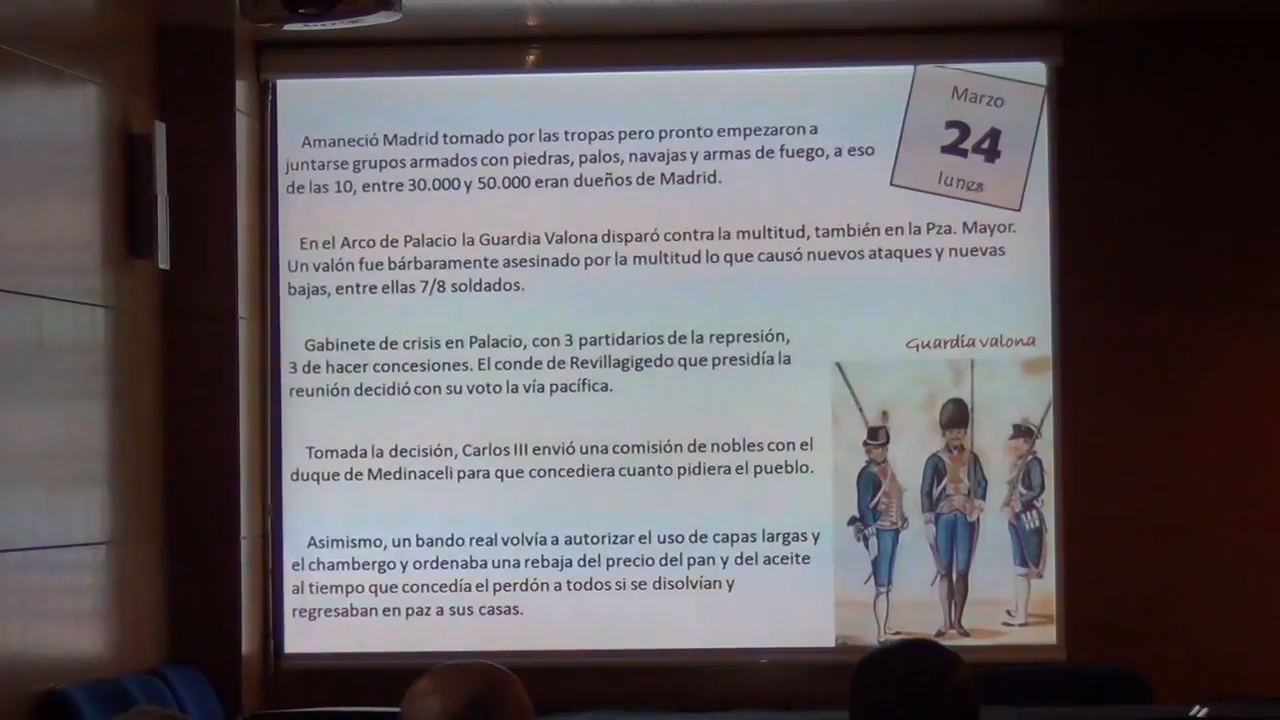 Marzo
24
lunes
Amaneció Madrid tomado por las tropas pero pronto empezaron a
juntarse grupos armados con piedras, palos, navajas y armas de fuego, a eso
de las 10, entre 30.000 y 50.000 eran dueños de Madrid.
En el Arco de Palacio la Guardia Valona disparó contra la multitud, también en la Pza. Mayor.
Un valón fue bárbaramente asesinado por la multitud lo que causó nuevos ataques y nuevas
bajas, entre ellas 7/8 soldados.
Gabinete de crisis en Palacio, con 3 partidarios de la represión,
3 de hacer concesiones. El conde de Revillagigedo que presidía la
reunión decidió con su voto la vía pacífica.
Guardia valona
Tomada la decisión, Carlos III envió una comisión de nobles con el
duque de Medinaceli para que concediera cuanto pidiera el pueblo.
Asimismo, un bando real volvía a autorizar el uso de capas largas y
el chambergo y ordenaba una rebaja del precio del pan y del aceite
al tiempo que concedía el perdón a todos si se disolvían y
regresaban en paz a sus casas.